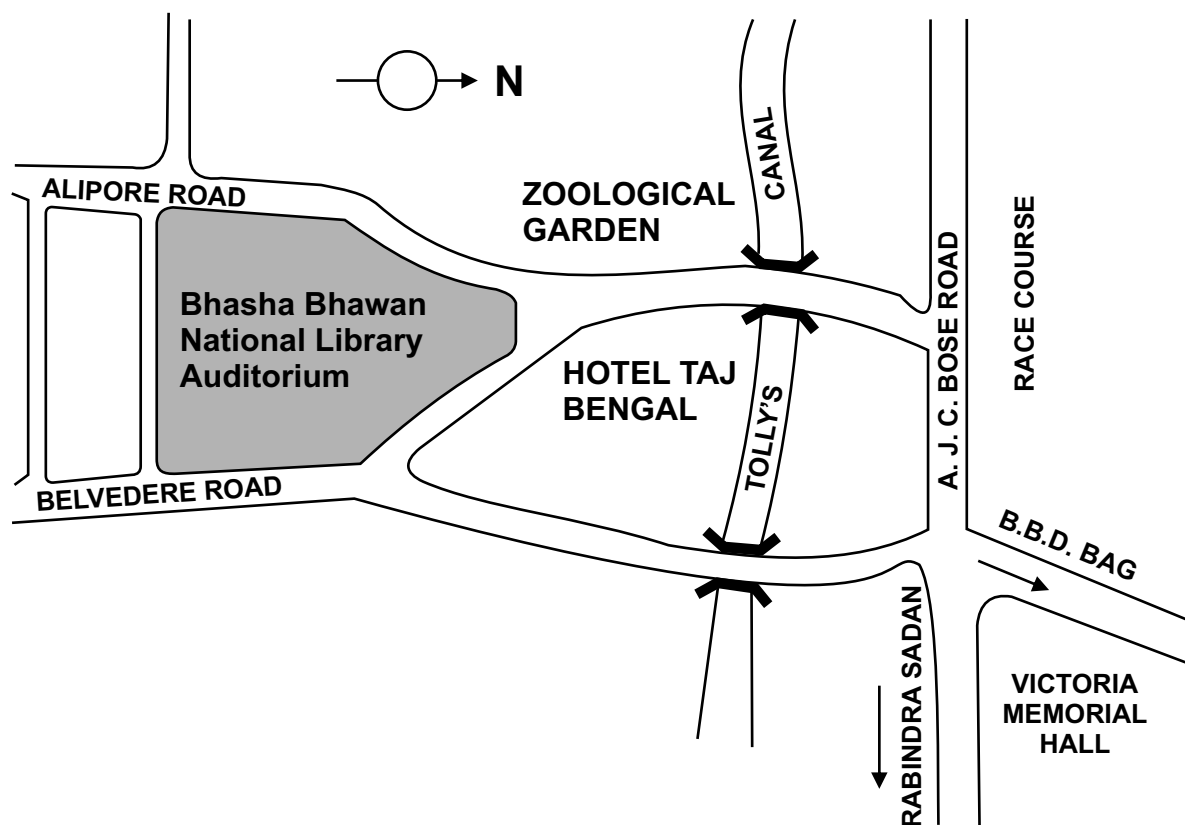 N
ALIPORE ROAD
ZOOLOGICAL
GARDEN
CANAL
Bhasha Bhawan
National Library
Auditorium
HOTEL TAJ
BENGAL
TOLLY'S
A. J. C. BOSE ROAD
RACE COURSE
BELVEDERE ROAD
B.B.D. BAG
RABINDRA SADAN
VICTORIA
MEMORIAL
HALL